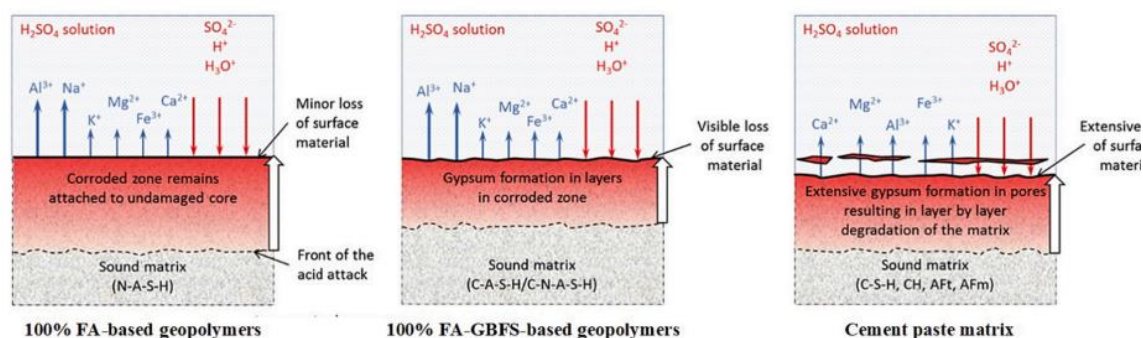 H₂SO₄ solution
SO₄²⁻
H⁺
H₃O⁺
Al³⁺
Na⁺
K⁺
Mg²⁺
Fe³⁺
Ca²⁺
Minor loss
of surface
material
Corroded zone remains
attached to undamaged core
Front of the
acid attack
Sound matrix
(N-A-S-H)
100% FA-based geopolymers
H₂SO₄ solution
SO₄²⁻
H⁺
H₃O⁺
Al³⁺
Na⁺
K⁺
Mg²⁺
Fe³⁺
Ca²⁺
Visible loss
of surface
material
Gypsum formation in layers
in corroded zone
Sound matrix
(C-A-S-H/C-N-A-S-H)
100% FA-GBFS-based geopolymers
H₂SO₄ solution
SO₄²⁻
H⁺
H₃O⁺
Ca²⁺
Mg²⁺
Al³⁺
Fe³⁺
K⁺
Extensive
of surfa
materi
Extensive gypsum formation in pores
resulting in layer by layer
degradation of the matrix
Sound matrix
(C-S-H, CH, AFt, AFm)
Cement paste matrix